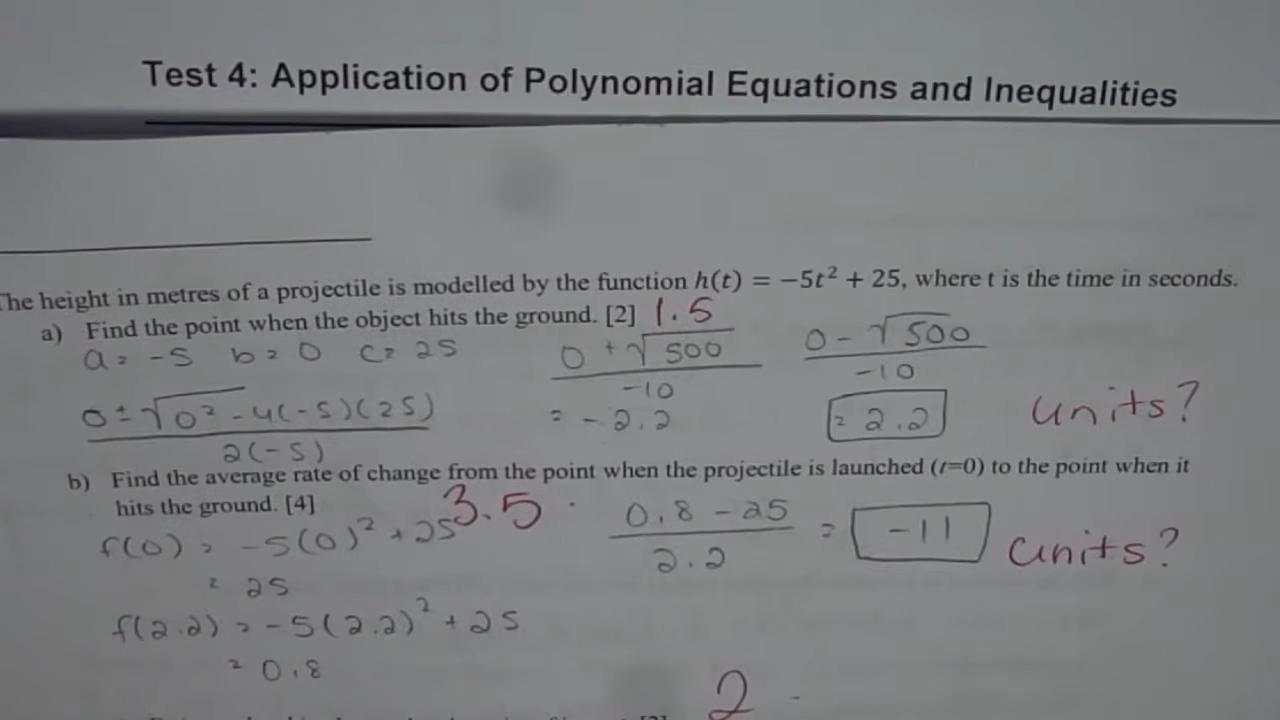 Test 4: Application of Polynomial Equations and Inequalities
The height in metres of a projectile is modelled by the function h(t) = −5t² + 25, where t is the time in seconds.
a) Find the point when the object hits the ground. [2] 1.5
a = -5 b = 0 c = 25
0 ± √0² - 4(-5)(25)
2(-5)
0 + √500
-10
= -2.2
0 - √500
-10
= 2.2
units?
b) Find the average rate of change from the point when the projectile is launched (t=0) to the point when it
hits the ground. [4] 3.5
f(0) = -5(0)² + 25
= 25
f(2.2) = -5(2.2)² + 25
= 0.8
0.8 - 25
2.2
= -11
units?
2